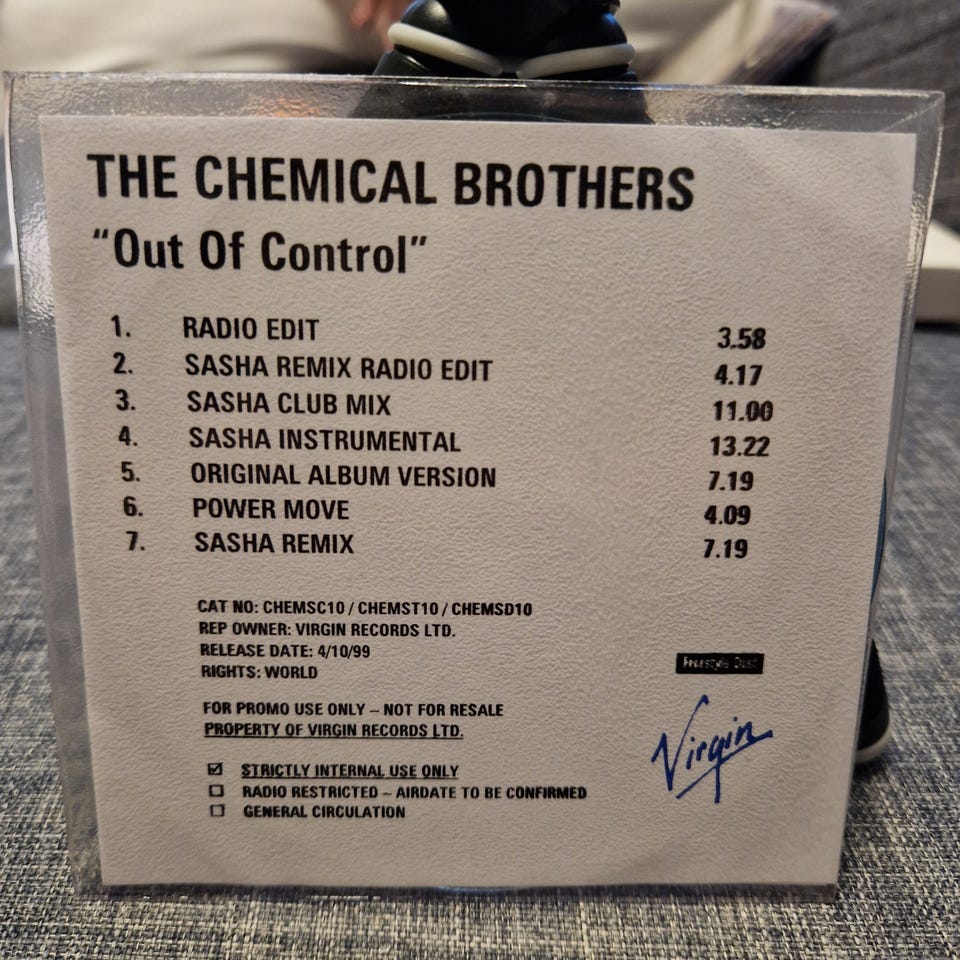 THE CHEMICAL BROTHERS
“Out Of Control”
1. RADIO EDIT 3.58
2. SASHA REMIX RADIO EDIT 4.17
3. SASHA CLUB MIX 11.00
4. SASHA INSTRUMENTAL 13.22
5. ORIGINAL ALBUM VERSION 7.19
6. POWER MOVE 4.09
7. SASHA REMIX 7.19
CAT NO: CHEMSC10 / CHEMST10 / CHEMSD10
REP OWNER: VIRGIN RECORDS LTD.
RELEASE DATE: 4/10/99
RIGHTS: WORLD
Freestyle Dust
FOR PROMO USE ONLY – NOT FOR RESALE
PROPERTY OF VIRGIN RECORDS LTD.
Virgin
☑ STRICTLY INTERNAL USE ONLY
☐ RADIO RESTRICTED – AIRDATE TO BE CONFIRMED
☐ GENERAL CIRCULATION